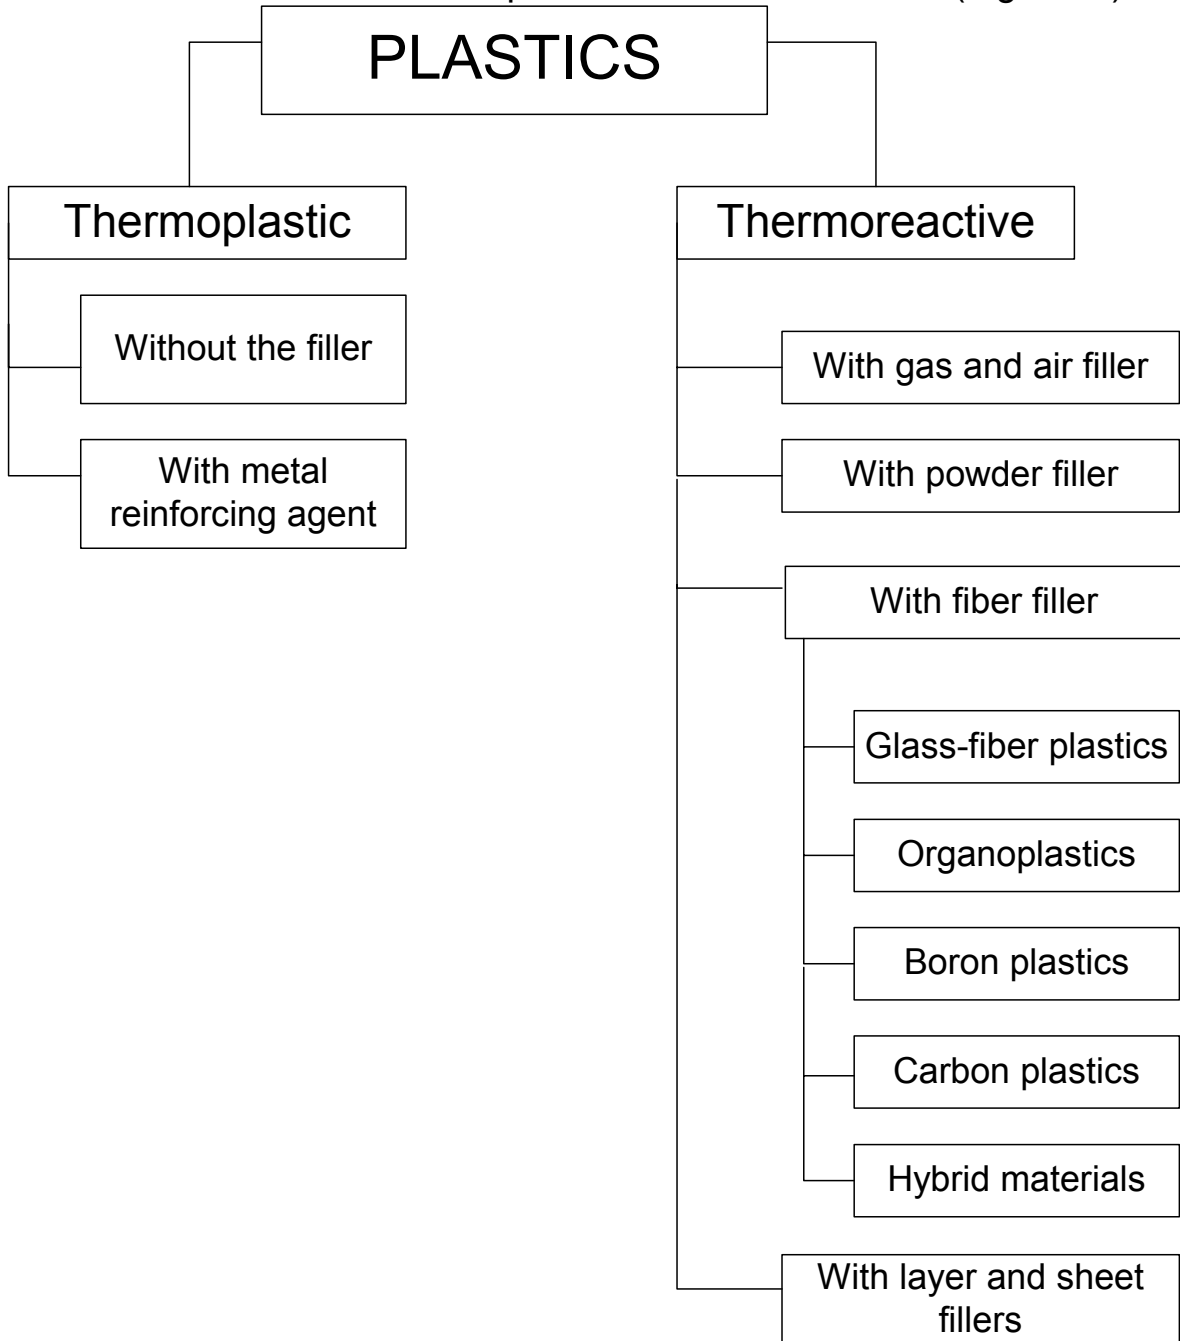 PLASTICS
Thermoplastic
Without the filler
With metal
reinforcing agent
Thermoreactive
With gas and air filler
With powder filler
With fiber filler
Glass-fiber plastics
Organoplastics
Boron plastics
Carbon plastics
Hybrid materials
With layer and sheet
fillers